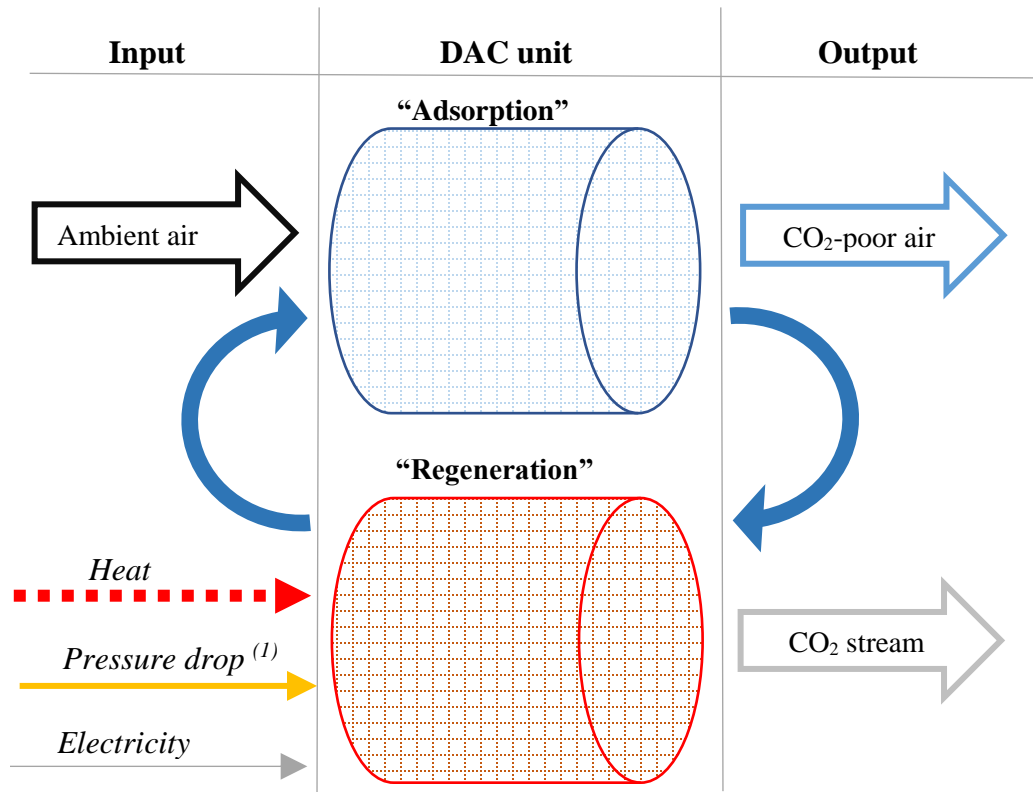 Input
DAC unit
Output
“Adsorption”
Ambient air
CO₂-poor air
“Regeneration”
Heat
Pressure drop ⁽¹⁾
CO₂ stream
Electricity